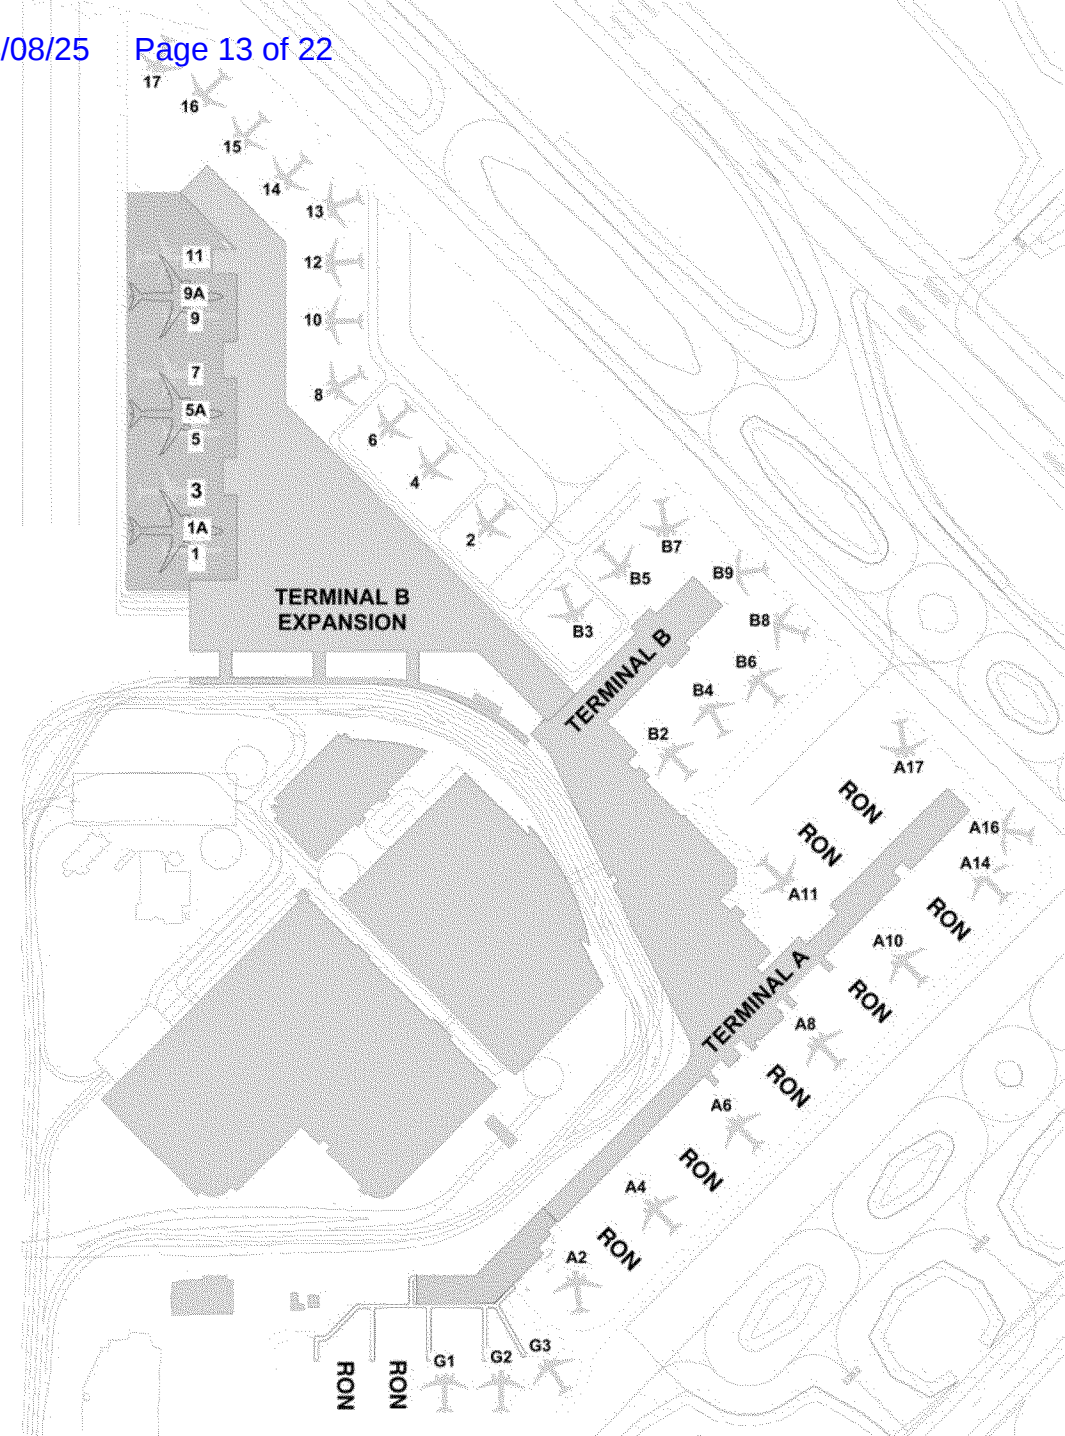 /08/25 Page 13 of 22
17
16
15
14
13
12
10
8
6
4
2
11
9A
9
7
5A
5
3
1A
1
TERMINAL B
EXPANSION
B7
B5
B3
B9
B8
B6
B4
B2
TERMINAL B
A17
RON
RON
A11
A16
A14
RON
A10
RON
A8
RON
A6
RON
A4
RON
A2
TERMINAL A
G3
G2
G1
RON
RON